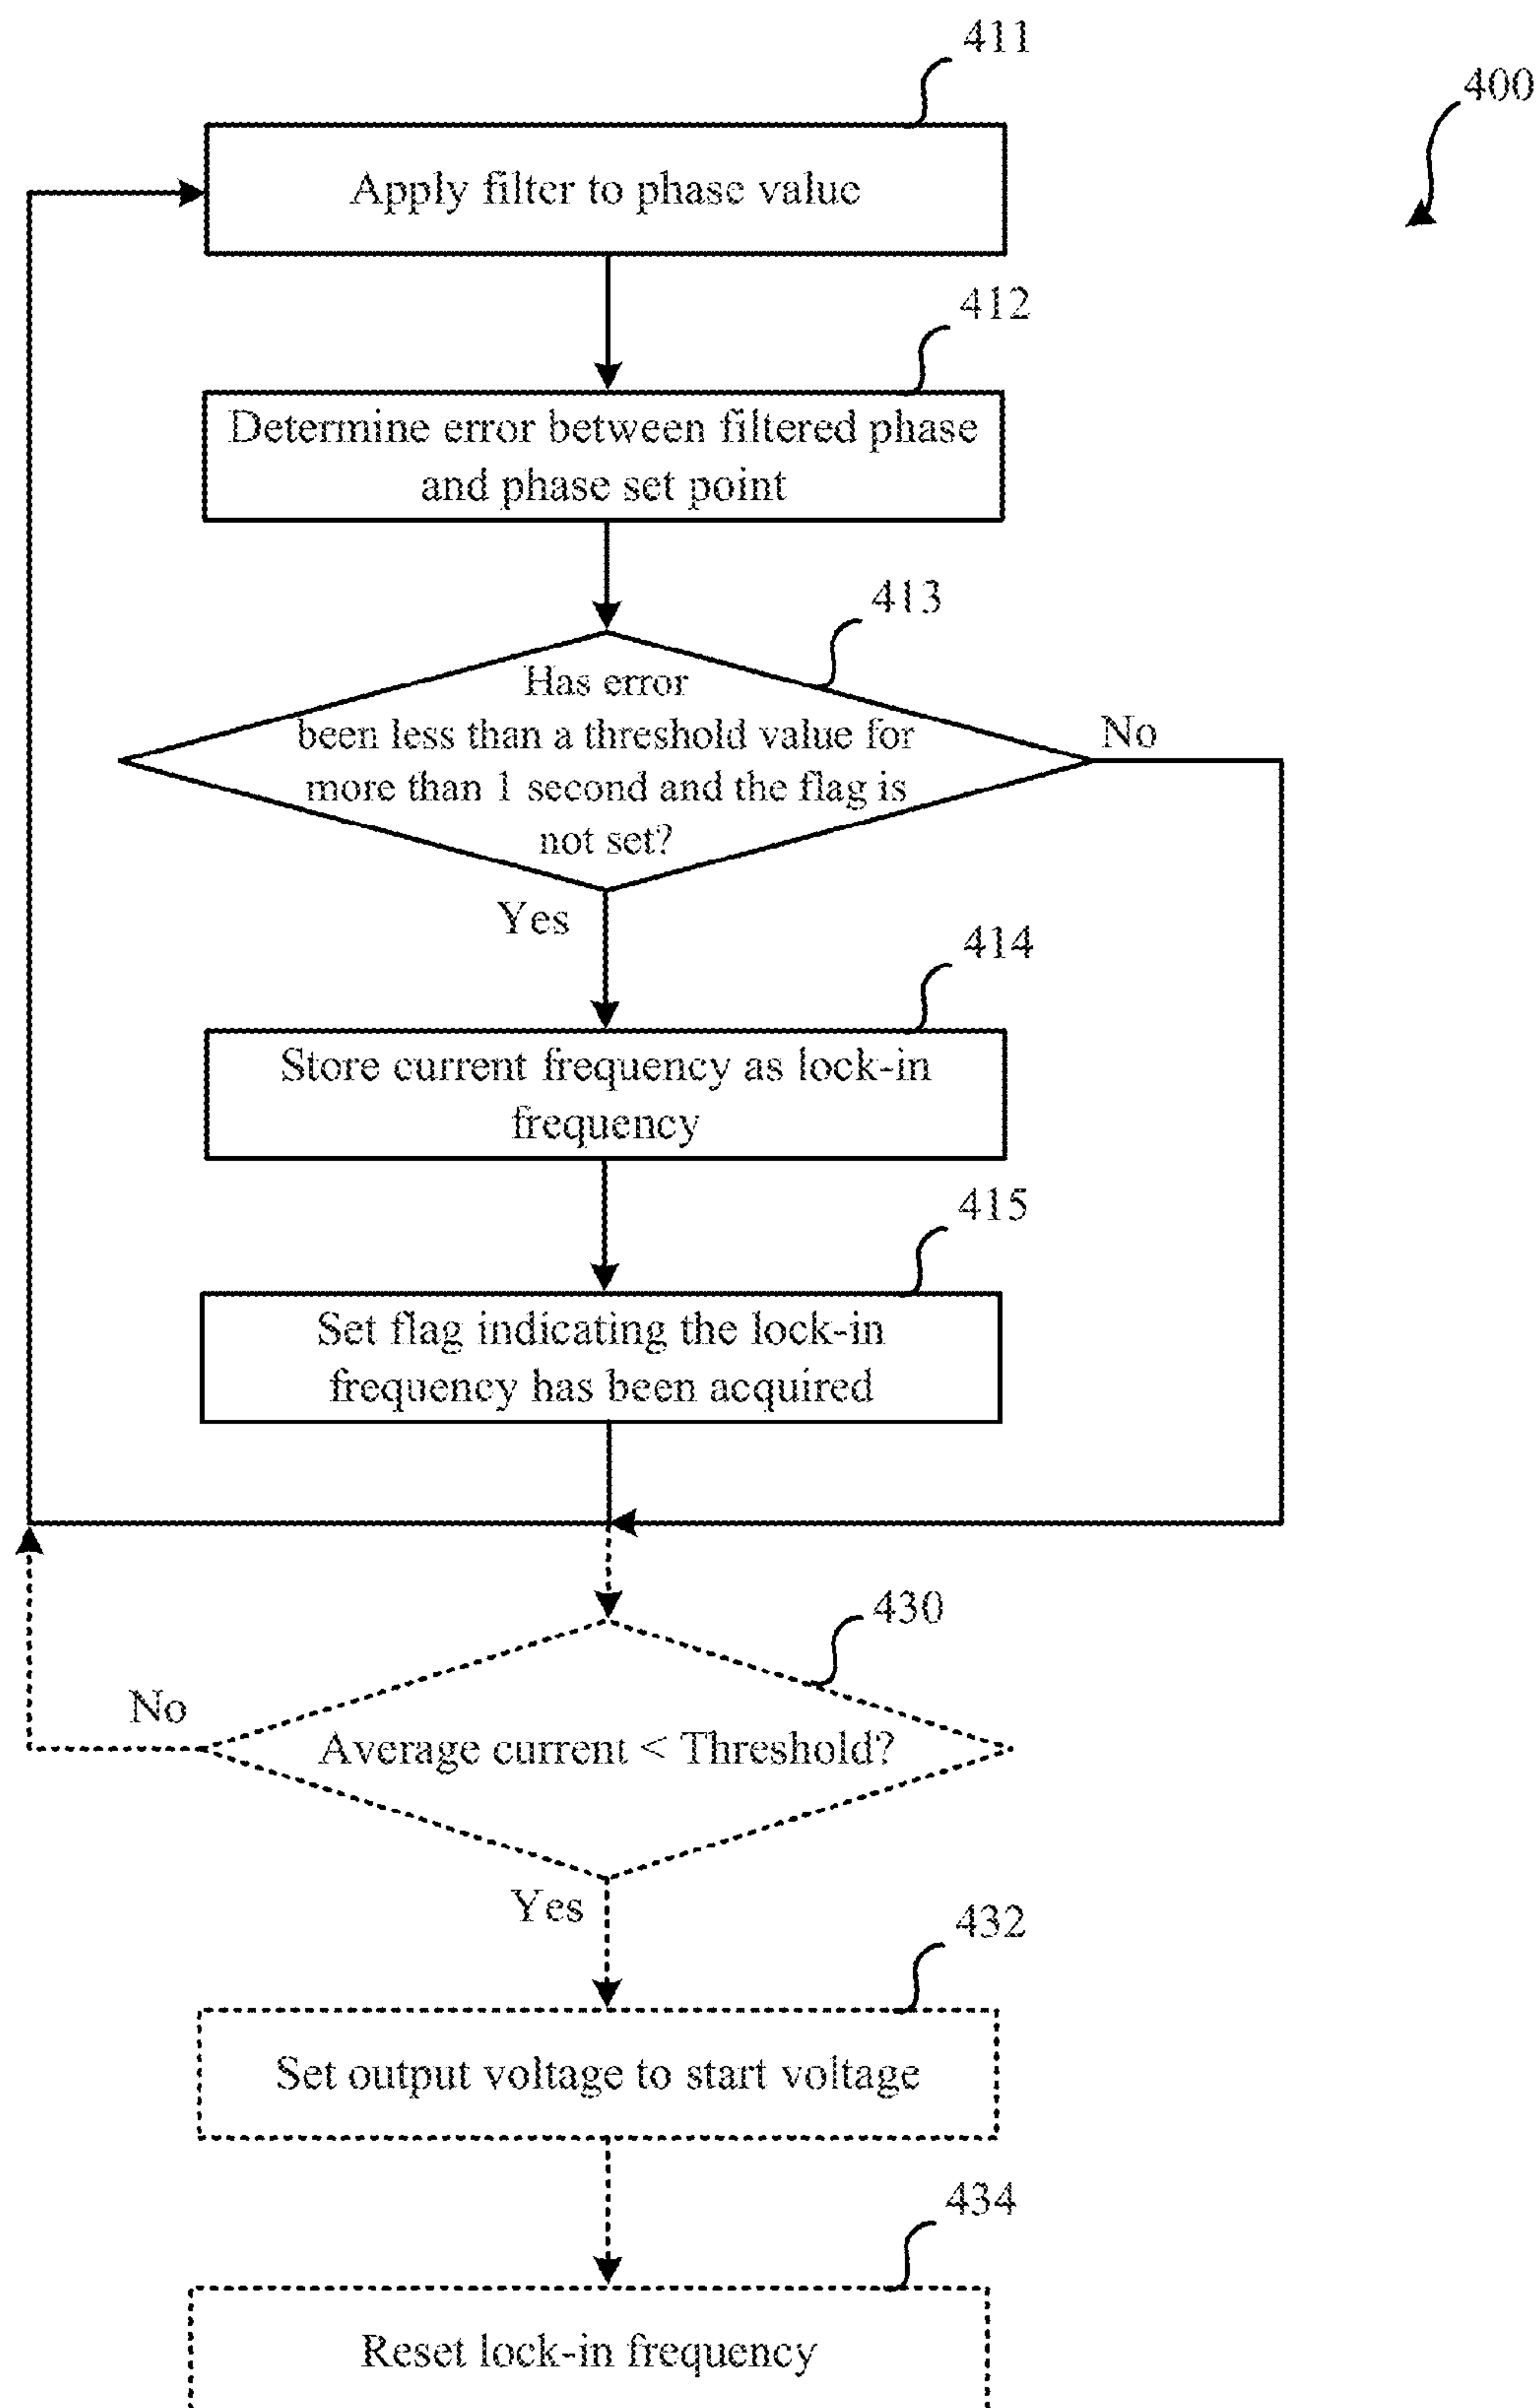 411
400
Apply filter to phase value
412
Determine error between filtered phase
and phase set point
413
Has error
been less than a threshold value for
more than 1 second and the flag is
not set?
No
Yes
414
Store current frequency as lock-in
frequency
415
Set flag indicating the lock-in
frequency has been acquired
430
No
Average current < Threshold?
Yes
432
Set output voltage to start voltage
434
Reset lock-in frequency